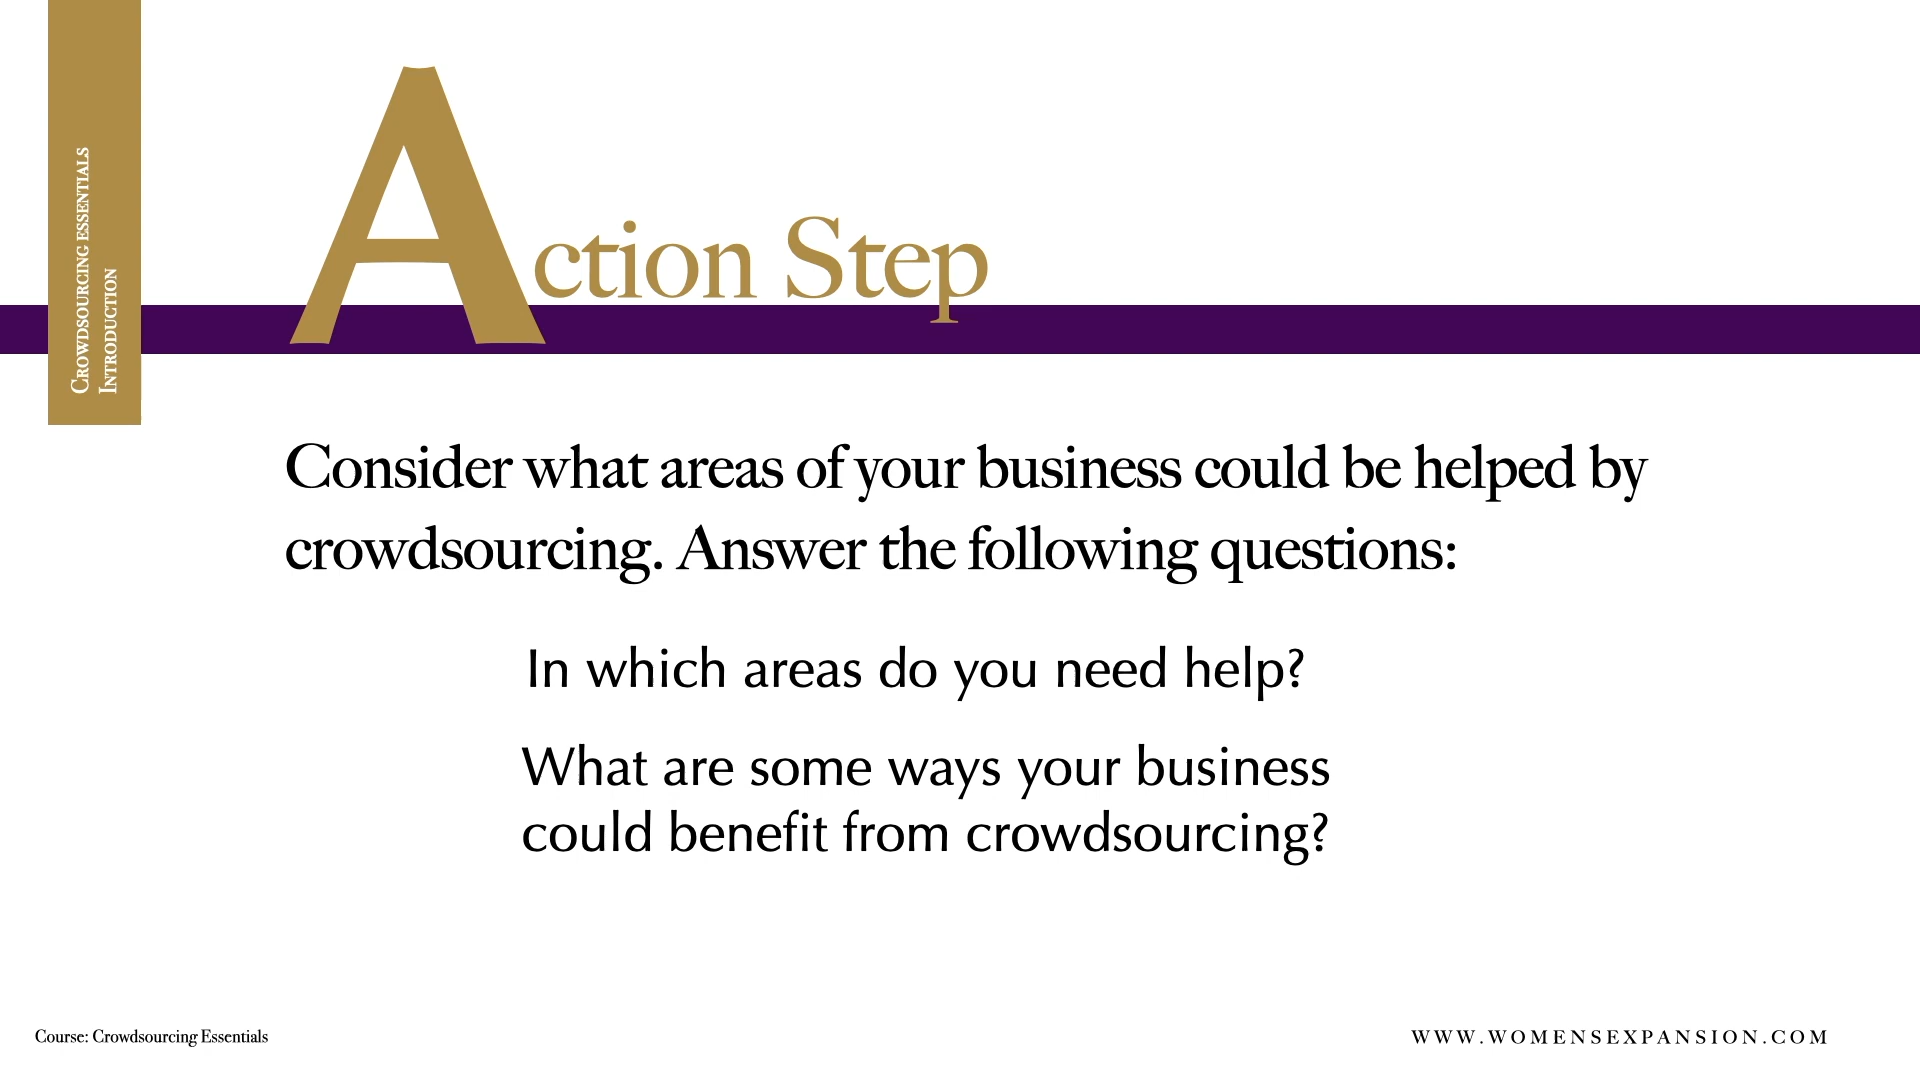 Crowdsourcing essentials
Introduction
Action Step
Consider what areas of your business could be helped by
crowdsourcing. Answer the following questions:
In which areas do you need help?
What are some ways your business
could benefit from crowdsourcing?
Course: Crowdsourcing Essentials
WWW.WOMENSEXPANSION.COM